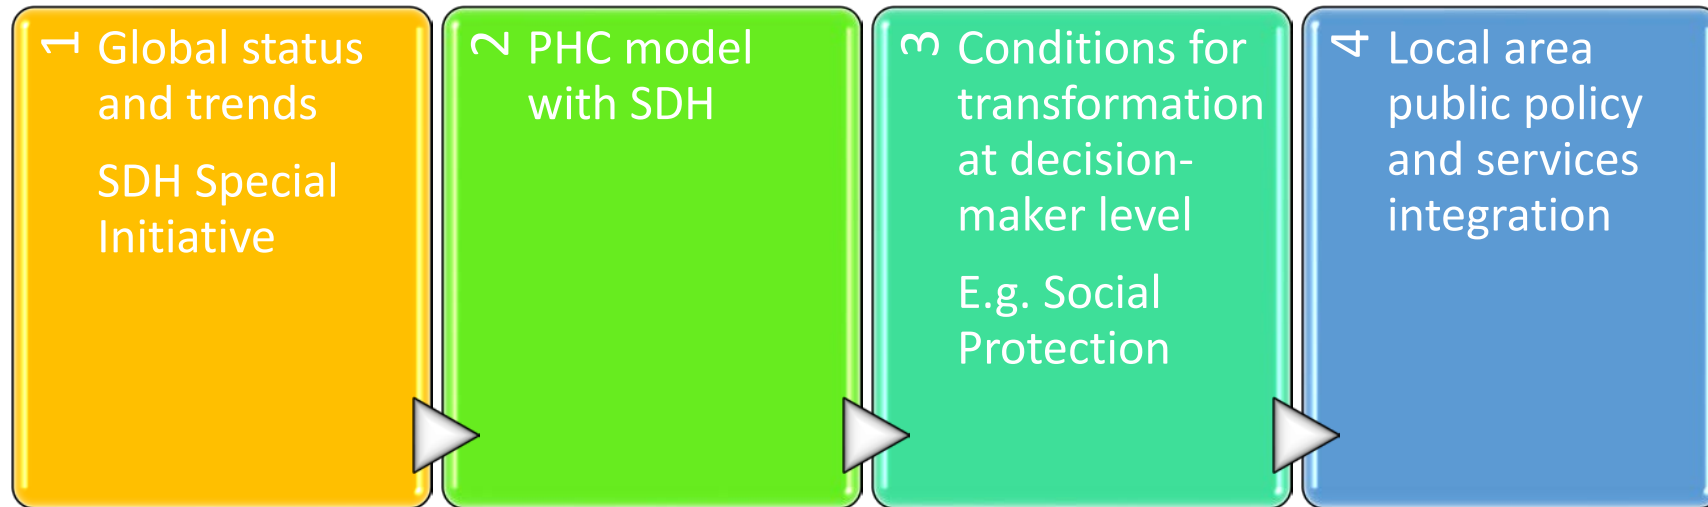 1
Global status
and trends
SDH Special
Initiative
2
PHC model
with SDH
3
Conditions for
transformation
at decision-
maker level
E.g. Social
Protection
4
Local area
public policy
and services
integration